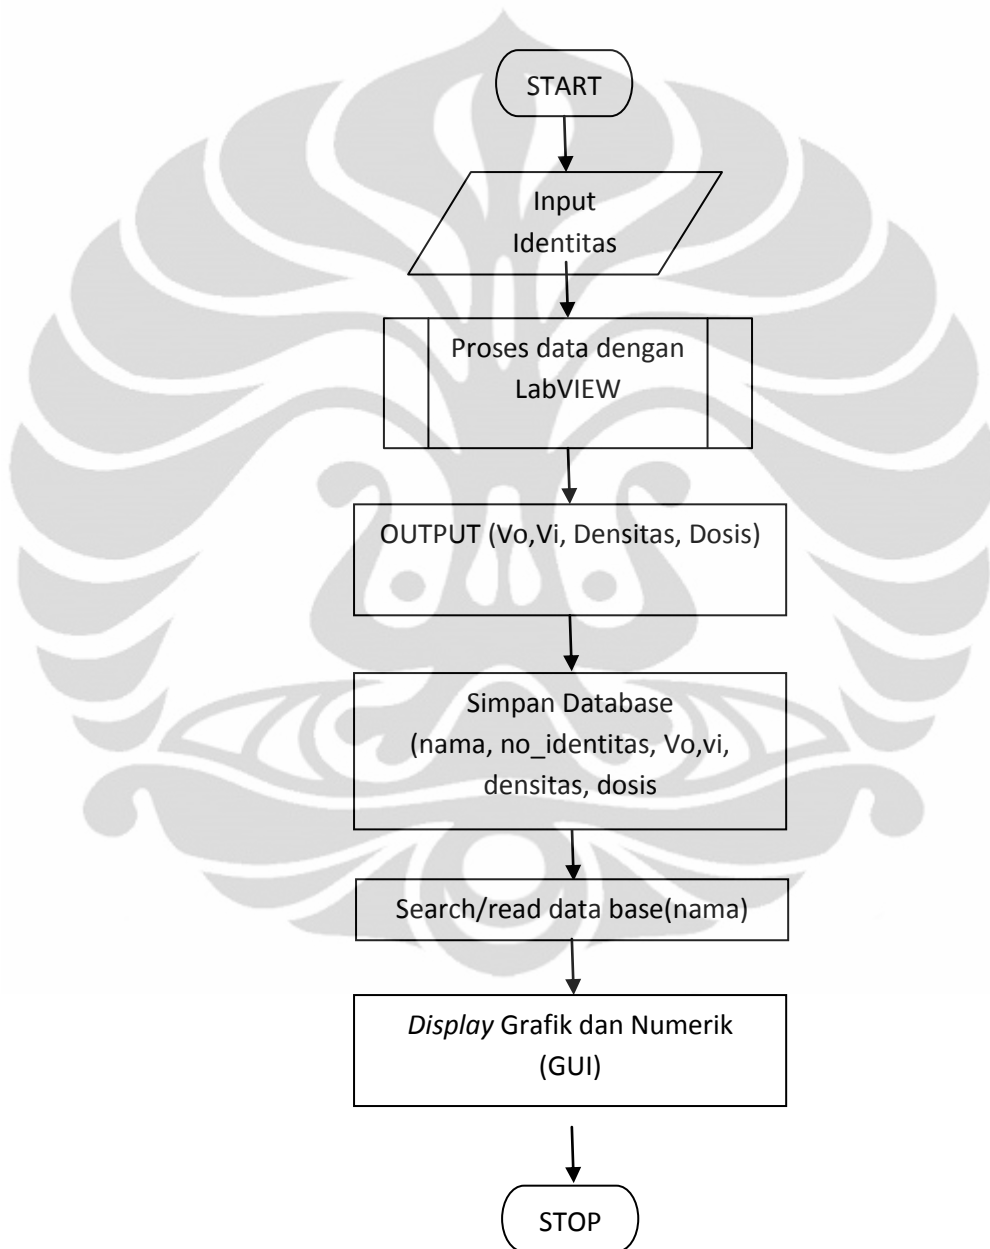 START
Input
Identitas
Proses data dengan
LabVIEW
OUTPUT (Vo,Vi, Densitas, Dosis)
Simpan Database
(nama, no_identitas, Vo,vi,
densitas, dosis
Search/read data base(nama)
Display Grafik dan Numerik
(GUI)
STOP